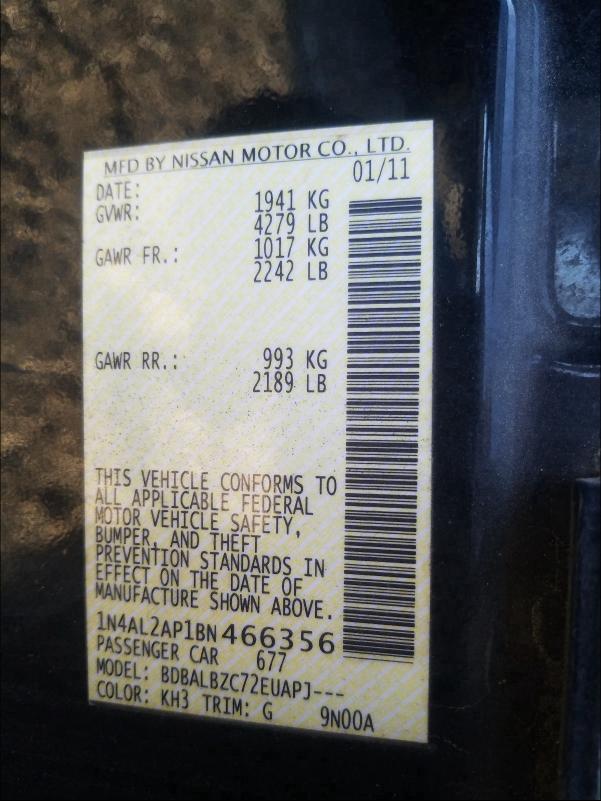 MFD BY NISSAN MOTOR CO., LTD.
DATE: 01/11
GVWR: 1941 KG
4279 LB
GAWR FR.: 1017 KG
2242 LB
GAWR RR.: 993 KG
2189 LB
THIS VEHICLE CONFORMS TO
ALL APPLICABLE FEDERAL
MOTOR VEHICLE SAFETY,
BUMPER, AND THEFT
PREVENTION STANDARDS IN
EFFECT ON THE DATE OF
MANUFACTURE SHOWN ABOVE.
1N4AL2AP1BN466356
PASSENGER CAR 677
MODEL: BDBALBZC72EUAPJ---
COLOR: KH3 TRIM: G 9N00A